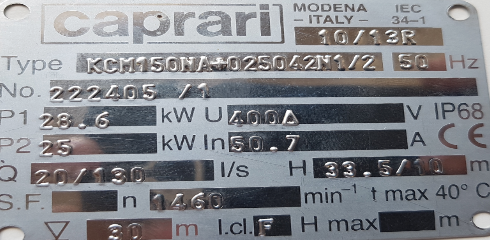 caprari MODENA -ITALY- IEC 34-1
10/13R
Type KCM150NA+025042N1/2 50 Hz
No. 222405 /1
P1 28.6 kW U 400Δ V IP68
P2 25 kW In 50.7 A CE
Q 20/130 l/s H 33.5/10 m
S.F. n 1460 min⁻¹ t max 40° C
▽ 30 m I.cl. F H max m